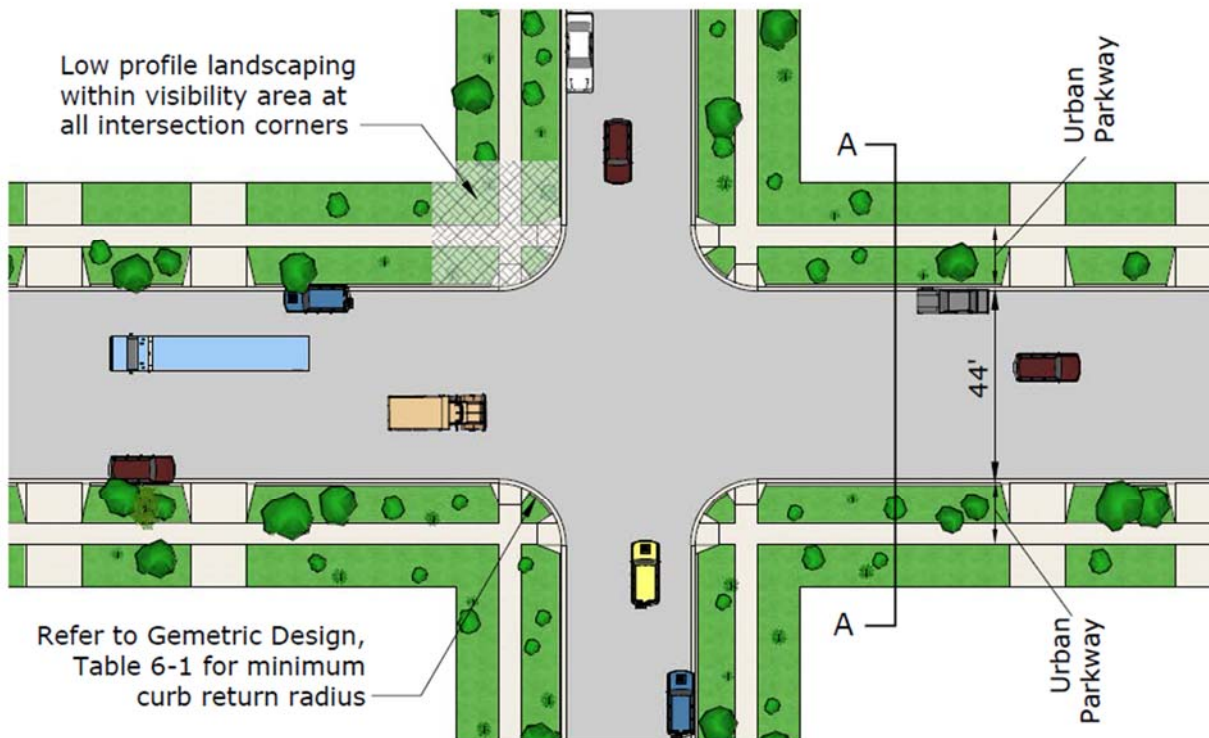 Low profile landscaping
within visibility area at
all intersection corners
A
Urban
Parkway
44'
Refer to Gemetric Design,
Table 6-1 for minimum
curb return radius
A
Urban
Parkway